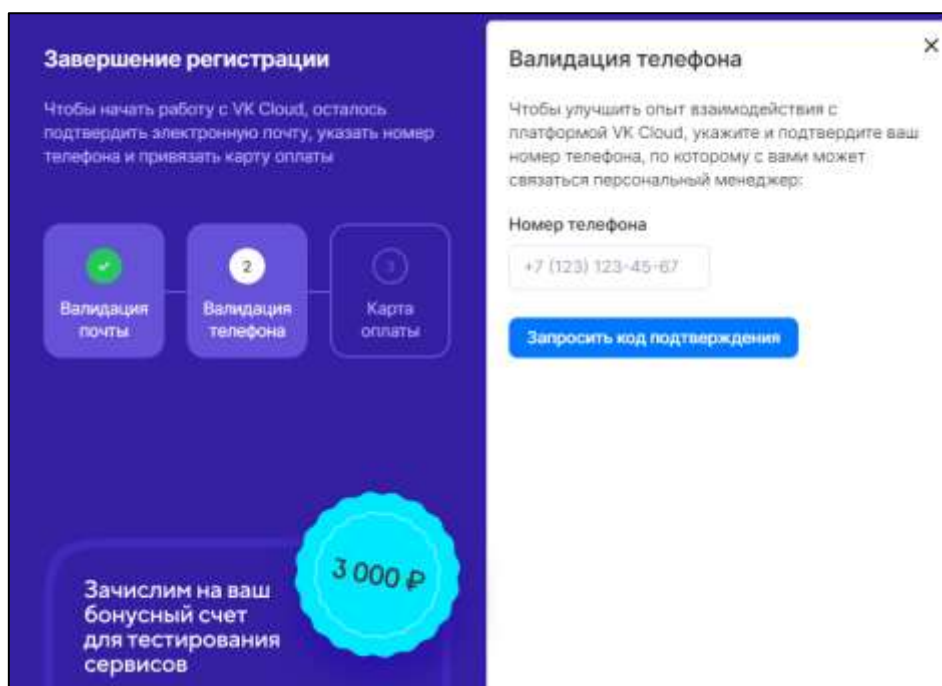 Завершение регистрации
Чтобы начать работу с VK Cloud, осталось
подтвердить электронную почту, указать номер
телефона и привязать карту оплаты
2
3
Валидация
почты
Валидация
телефона
Карта
оплаты
3 000 ₽
Зачислим на ваш
бонусный счет
для тестирования
сервисов
Валидация телефона
Чтобы улучшить опыт взаимодействия с
платформой VK Cloud, укажите и подтвердите ваш
номер телефона, по которому с вами может
связаться персональный менеджер:
Номер телефона
+7 (123) 123-45-67
Запросить код подтверждения